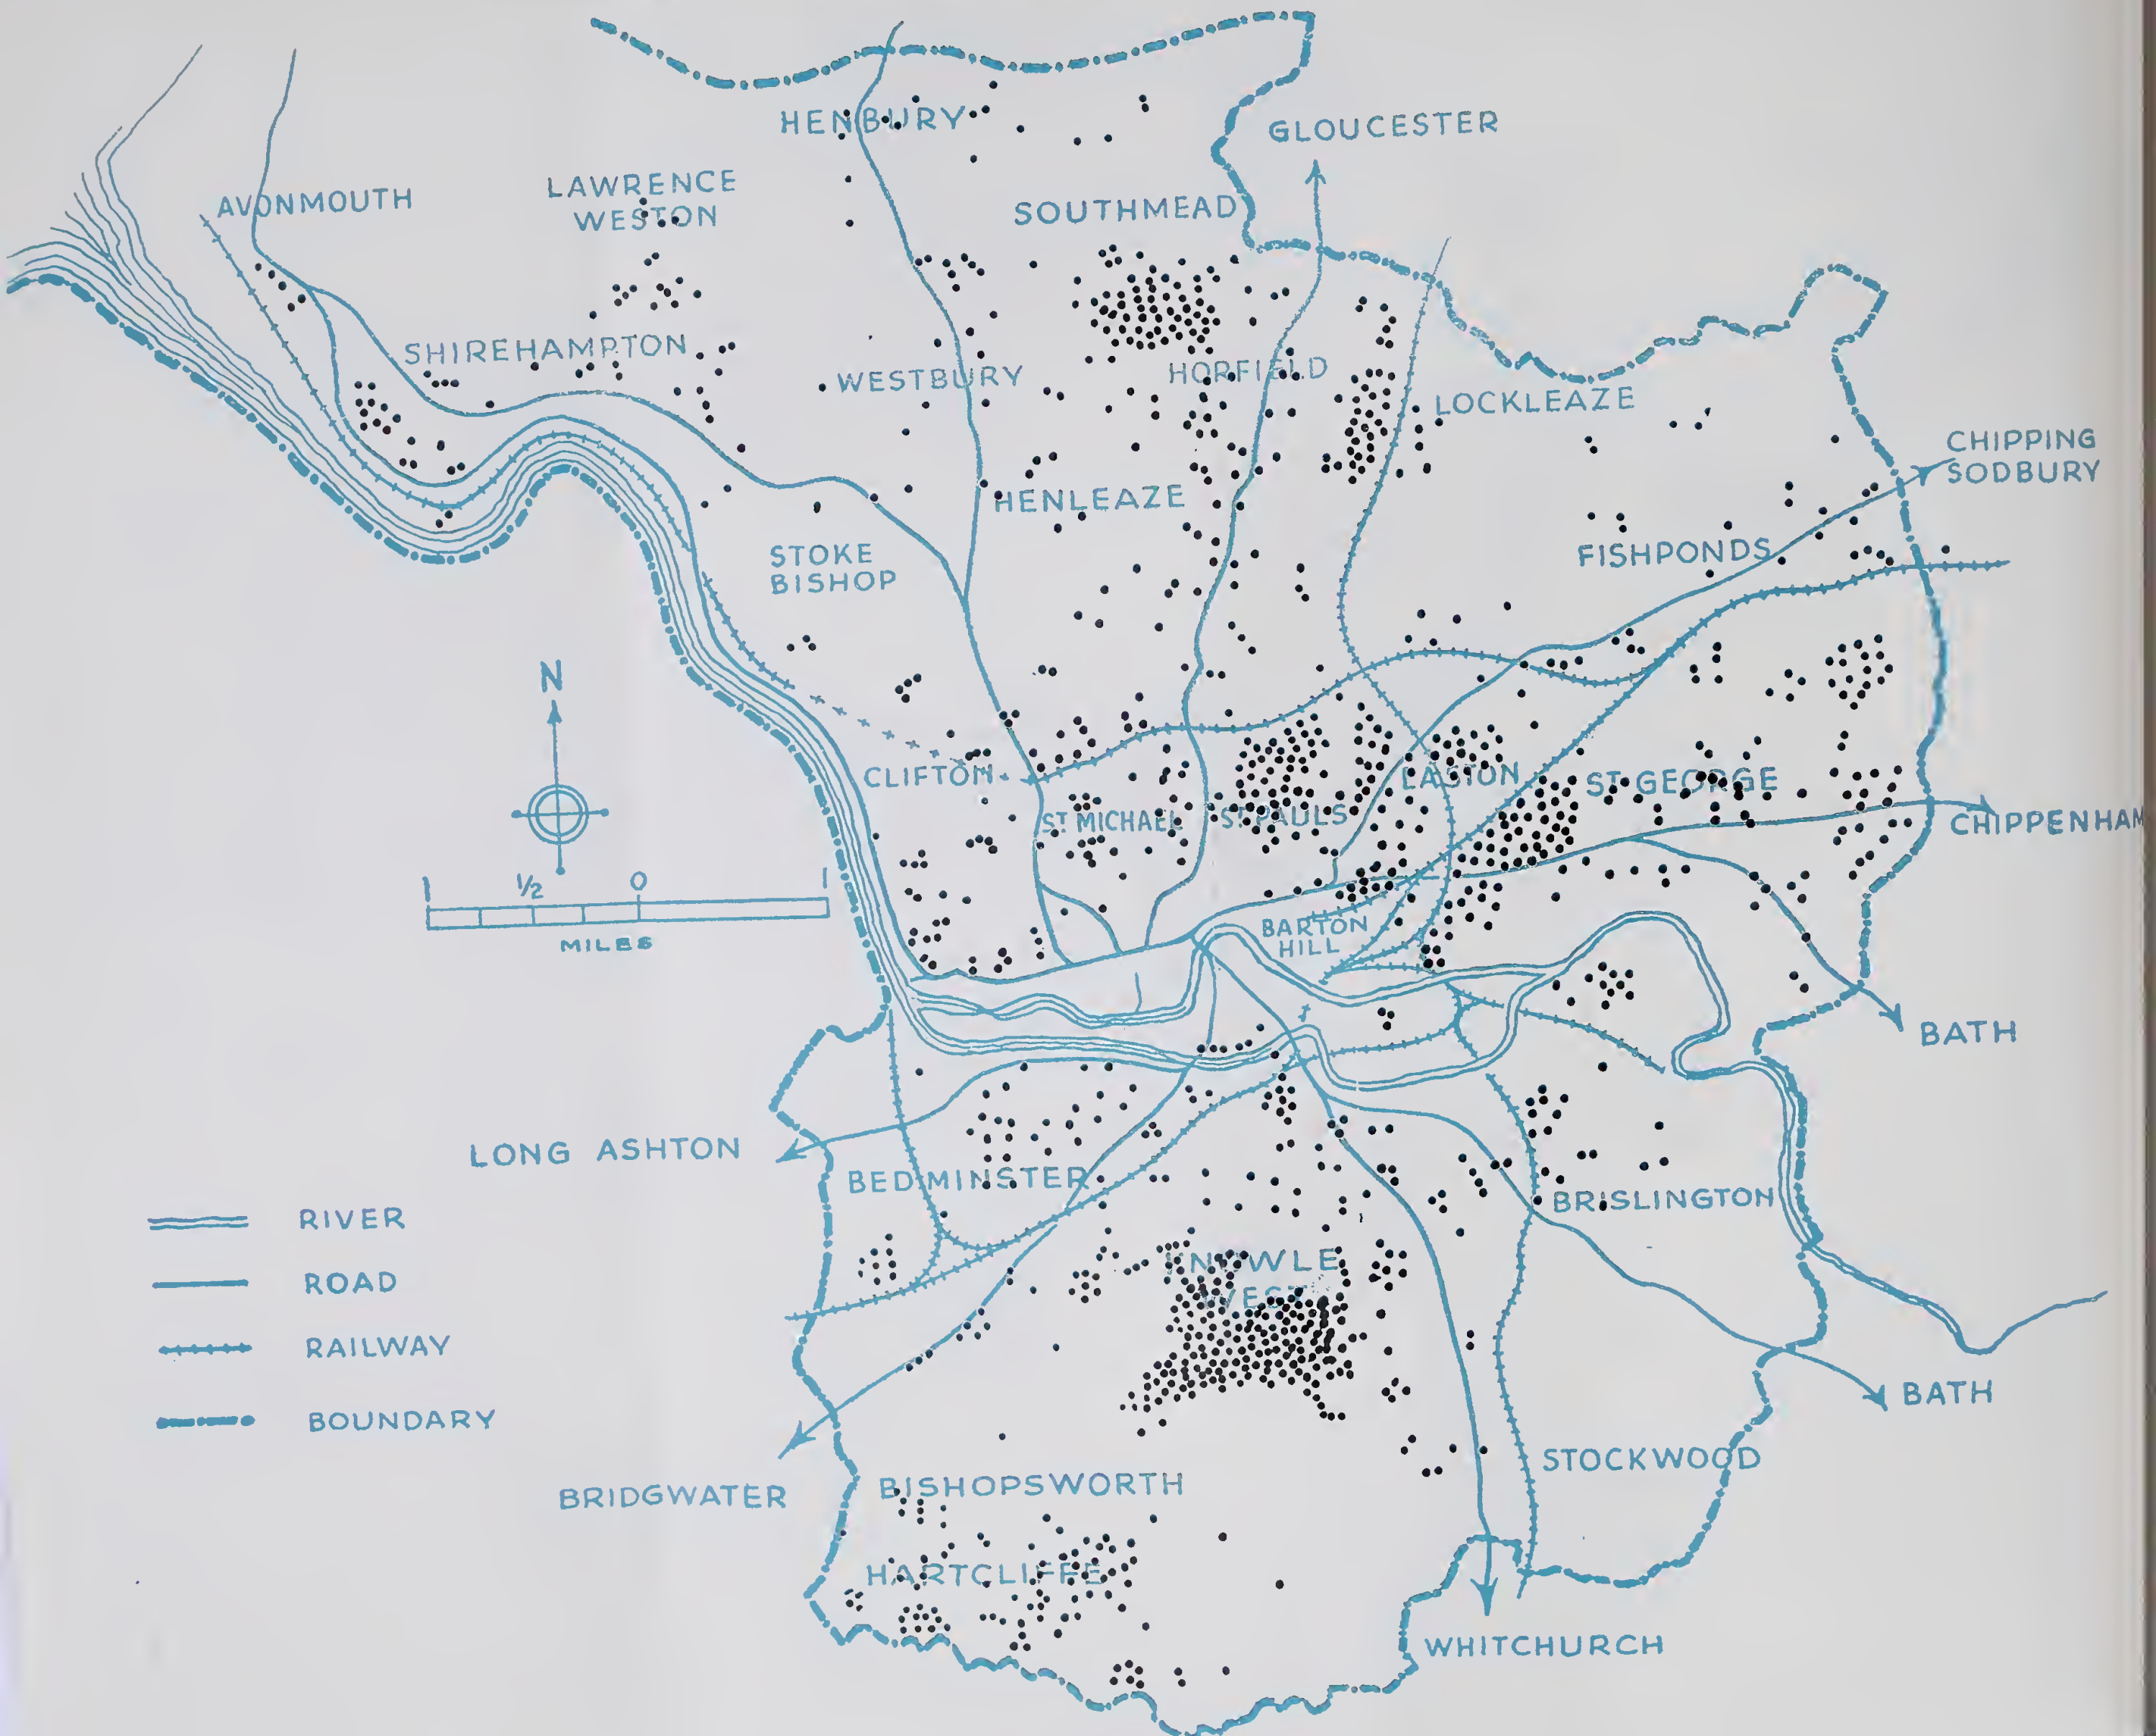 HENBURY
GLOUCESTER
AVONMOUTH
LAWRENCE
WESTON
SOUTHMEAD
SHIREHAMPTON
WESTBURY
HORFIELD
LOCKLEAZE
CHIPPING
SODBURY
HENLEAZE
STOKE
BISHOP
FISHPONDS
N
CLIFTON
EASTON
ST GEORGE
ST MICHAEL
ST PAULS
CHIPPENHAM
1 ½ 0 1
MILES
BARTON
HILL
BATH
LONG ASHTON
BEDMINSTER
BRISLINGTON
RIVER
KNOWLE
WEST
ROAD
RAILWAY
BATH
BOUNDARY
STOCKWOOD
BRIDGWATER
BISHOPSWORTH
HARTCLIFFE
WHITCHURCH